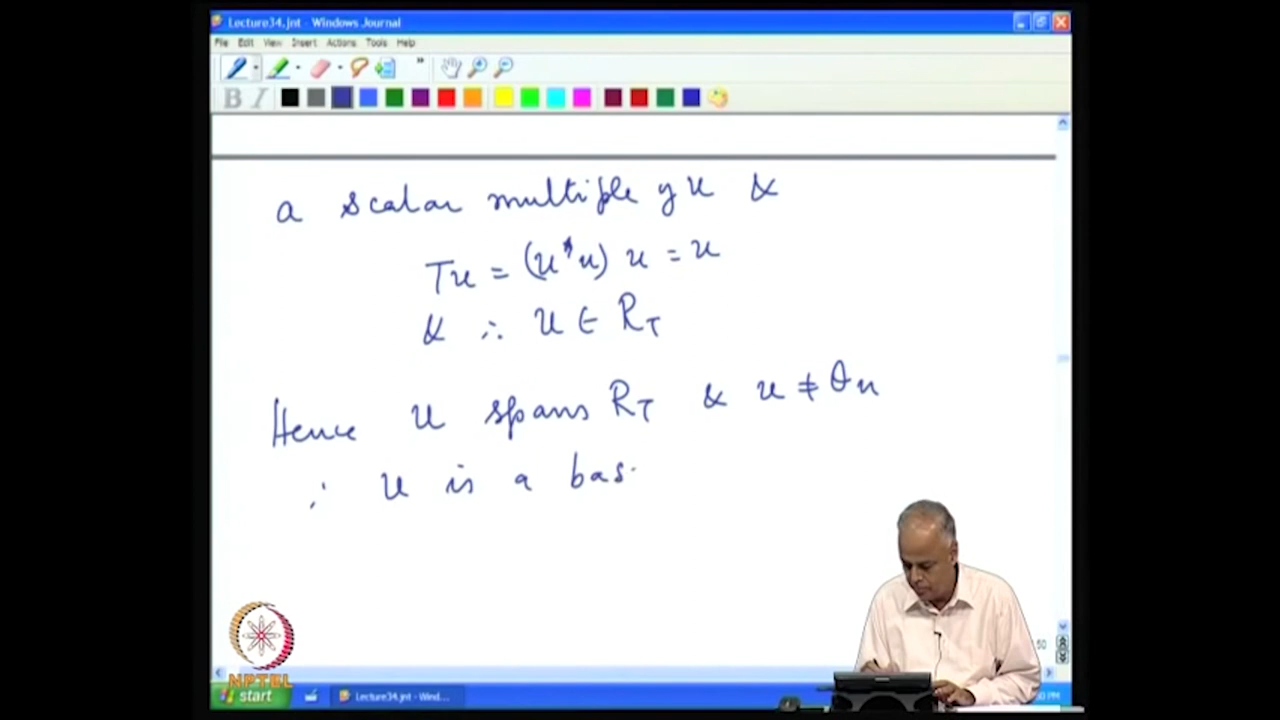 Lecture34.jnt - Windows Journal
File Edit View Insert Actions Tools Help
B I
a scalar multiple of u &
Tu = (u*u) u = u
& ∴ u ∈ R_T
Hence u spans R_T & u ≠ θ_n
∴ u is a bas
50
NPTEL
start Lecture34.jnt - Wind...